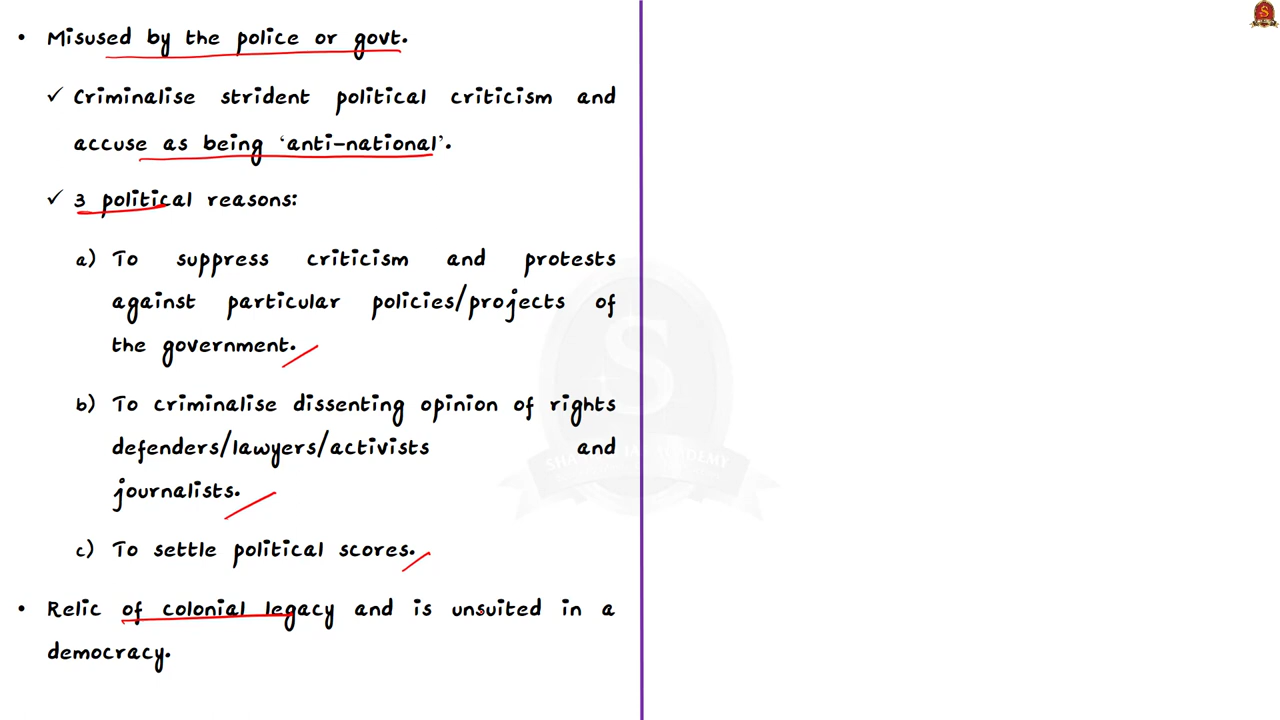 • Misused by the police or govt.
✓ Criminalise strident political criticism and
accuse as being ‘anti-national’.
✓ 3 political reasons:
a) To suppress criticism and protests
against particular policies/projects of
the government.
b) To criminalise dissenting opinion of rights
defenders/lawyers/activists and
journalists.
c) To settle political scores.
• Relic of colonial legacy and is unsuited in a
democracy.